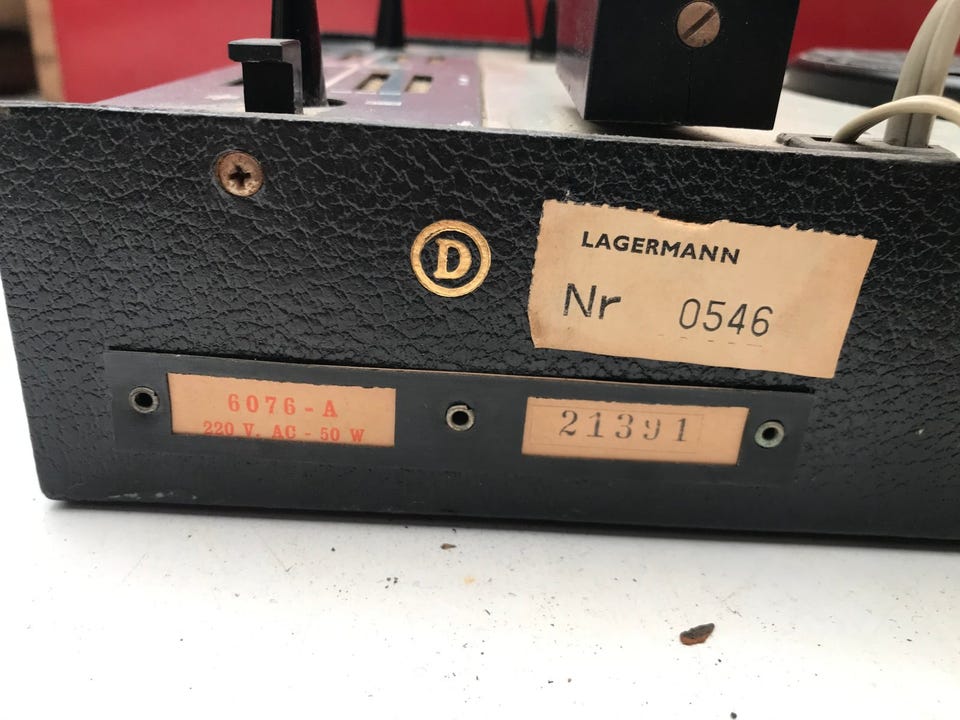 D
LAGERMANN
Nr 0546
6076-A
220 V. AC - 50 W
21391